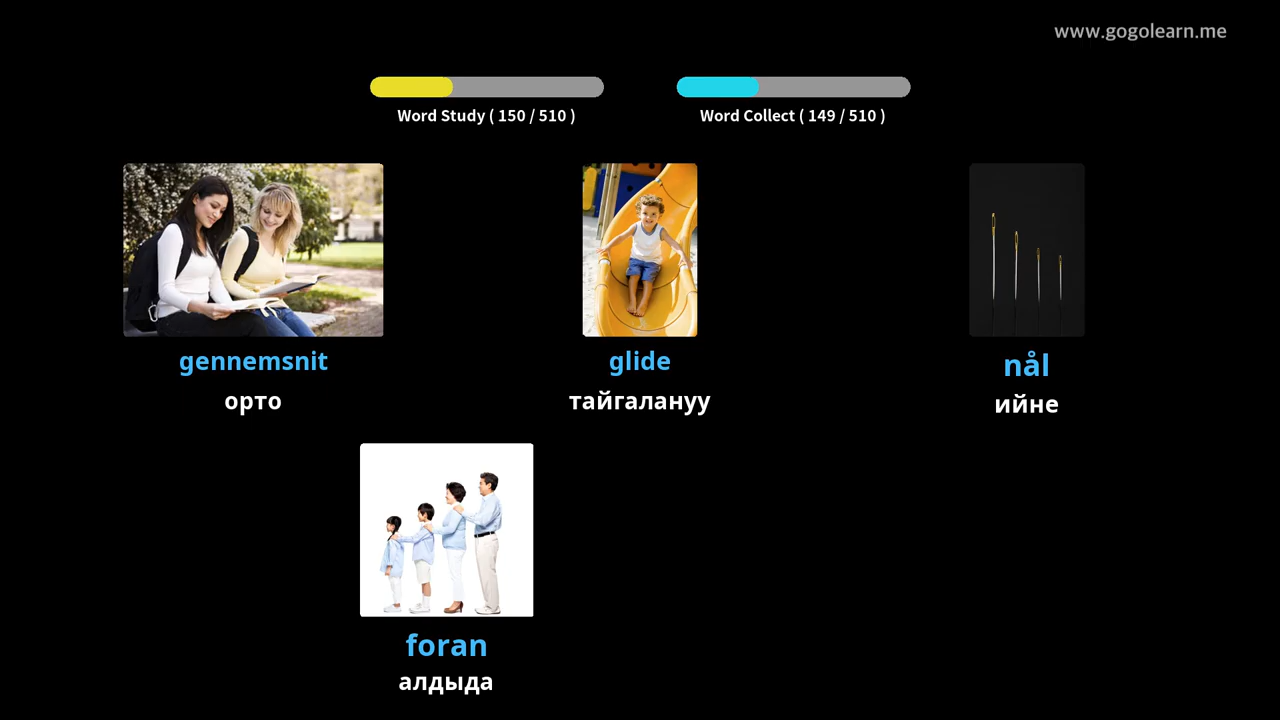 www.gogolearn.me
Word Study ( 150 / 510 )
Word Collect ( 149 / 510 )
gennemsnit
орто
glide
тайгалануу
nål
ийне
foran
алдыда